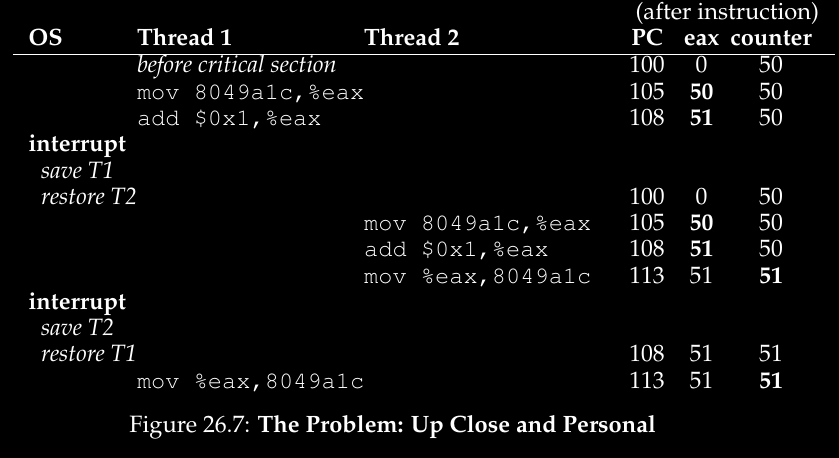 (after instruction)
OS Thread 1 Thread 2 PC eax counter
before critical section 100 0 50
mov 8049a1c,%eax 105 50 50
add $0x1,%eax 108 51 50
interrupt
save T1
restore T2 100 0 50
mov 8049a1c,%eax 105 50 50
add $0x1,%eax 108 51 50
mov %eax,8049a1c 113 51 51
interrupt
save T2
restore T1 108 51 51
mov %eax,8049a1c 113 51 51
Figure 26.7: The Problem: Up Close and Personal